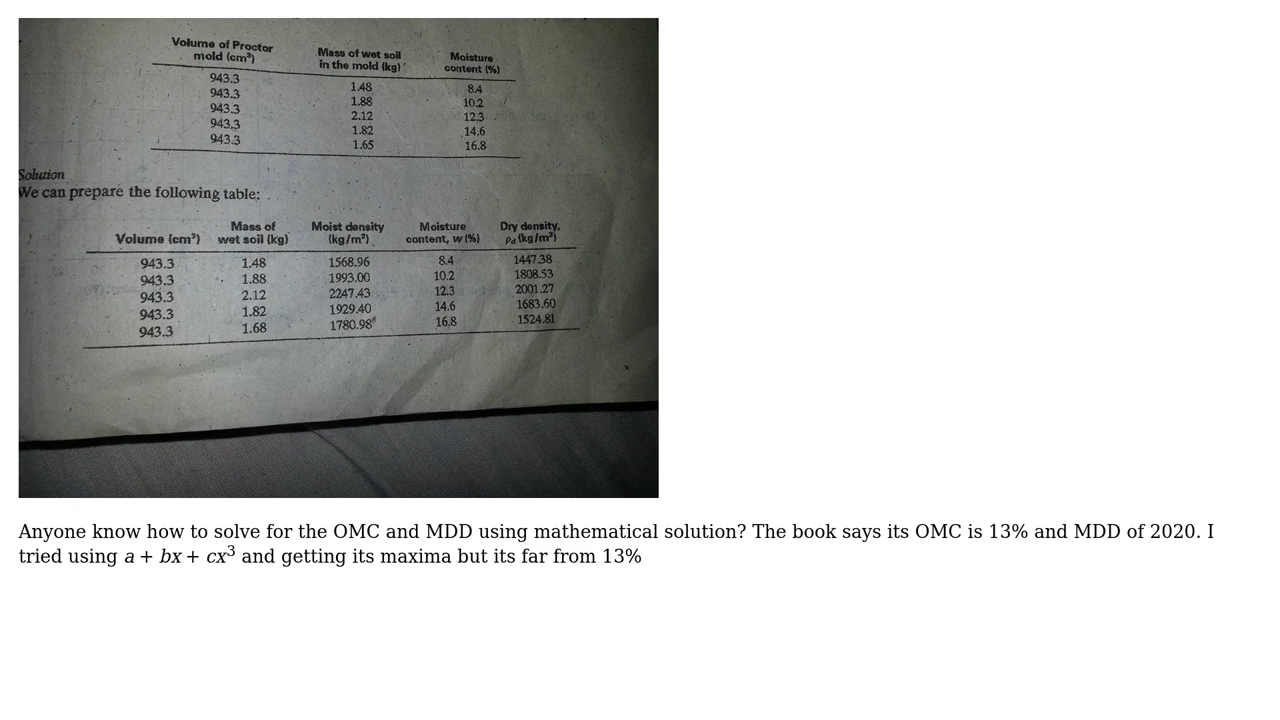 Volume of Proctor mold (cm³) Mass of wet soil in the mold (kg) Moisture content (%)
943.3 1.48 8.4
943.3 1.88 10.2
943.3 2.12 12.3
943.3 1.82 14.6
943.3 1.65 16.8
Solution
We can prepare the following table:
Volume (cm³) Mass of wet soil (kg) Moist density (kg/m³) Moisture content, w (%) Dry density, ρd (kg/m³)
943.3 1.48 1568.96 8.4 1447.38
943.3 1.88 1993.00 10.2 1808.53
943.3 2.12 2247.43 12.3 2001.27
943.3 1.82 1929.40 14.6 1683.60
943.3 1.68 1780.98 16.8 1524.81
Anyone know how to solve for the OMC and MDD using mathematical solution? The book says its OMC is 13% and MDD of 2020. I
tried using a + bx + cx³ and getting its maxima but its far from 13%